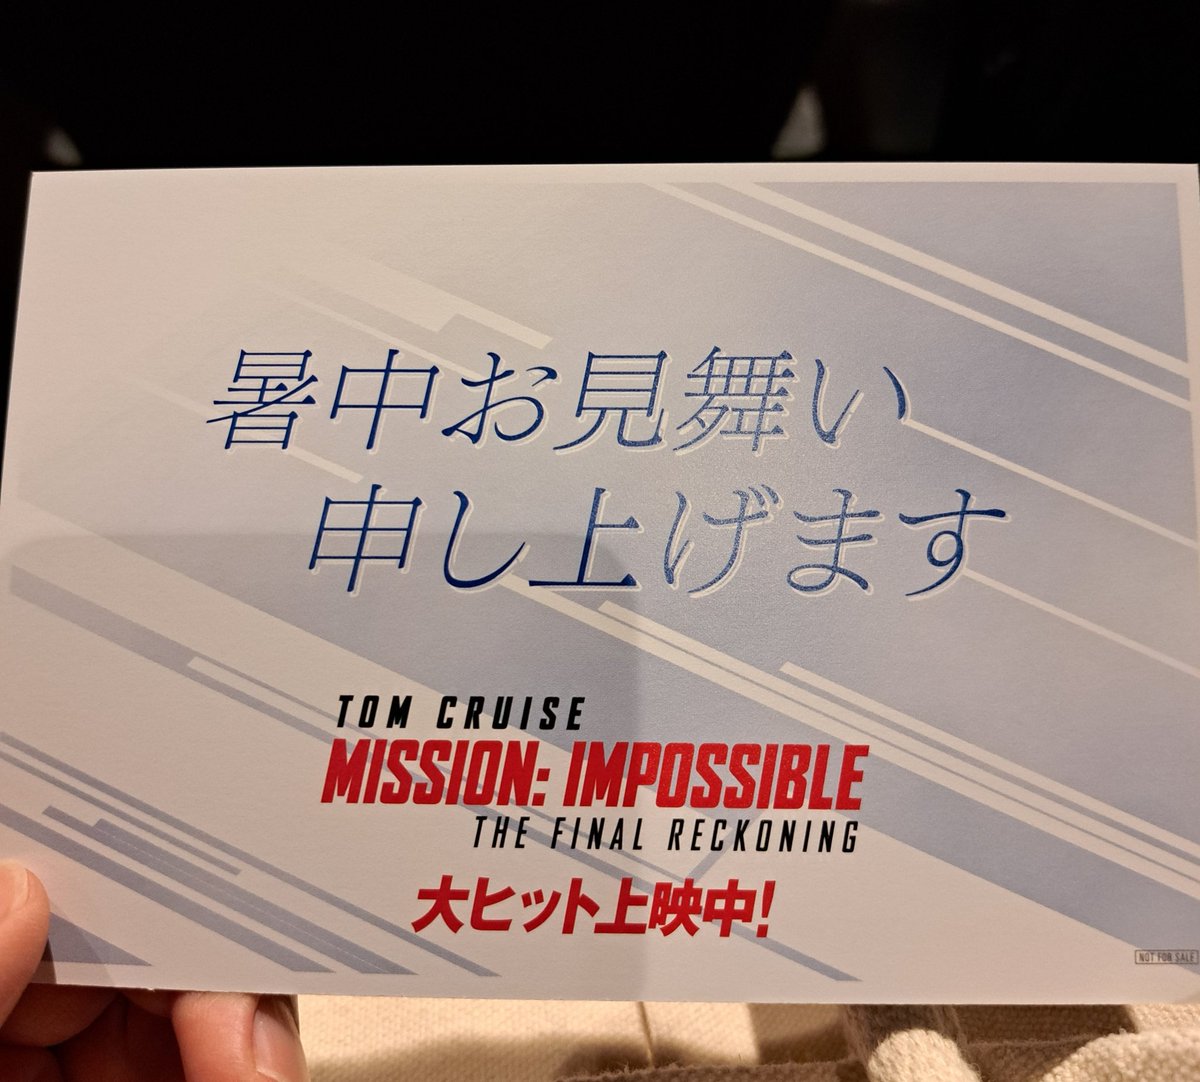 暑中お見舞い
申し上げます
TOM CRUISE
MISSION: IMPOSSIBLE
THE FINAL RECKONING
大ヒット上映中!
NOT FOR SALE